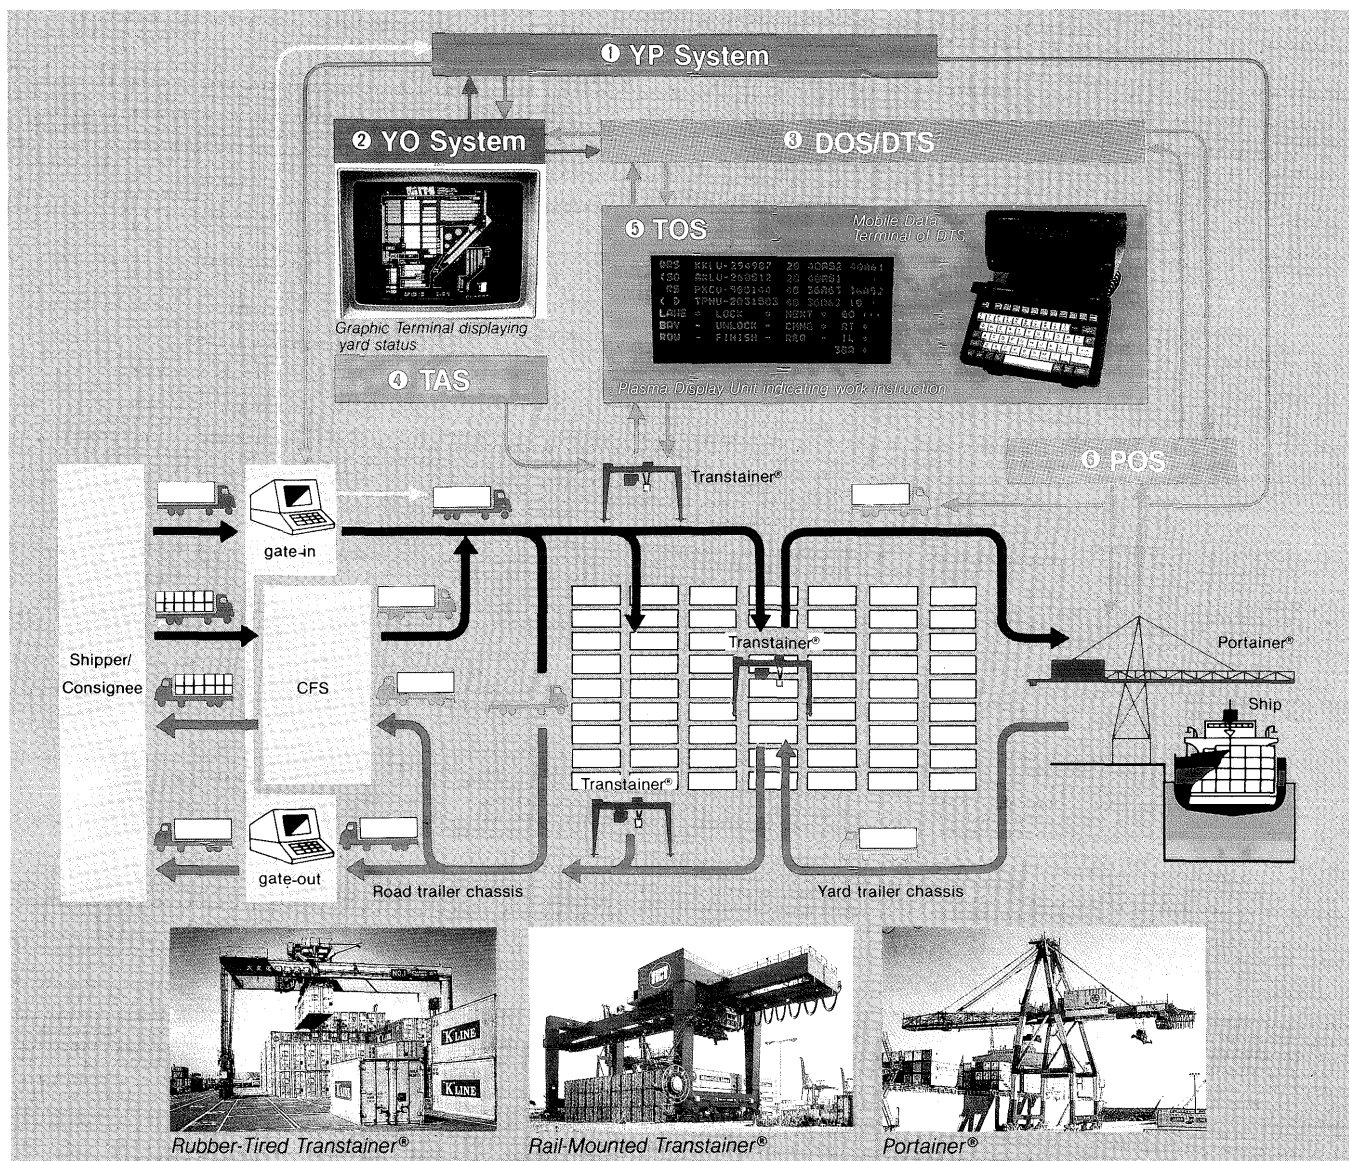 ❶ YP System
❷ YO System
❸ DOS/DTS
Graphic Terminal displaying
yard status
❺ TOS
Mobile Data
Terminal of DTS
LANE
LOCK
NEXT
BAY
UNLOCK
ROW
FINISH
Plasma Display Unit indicating work instruction
❹ TAS
❻ POS
Transtainer®
gate-in
Shipper/
Consignee
CFS
Transtainer®
Portainer®
Ship
Transtainer®
gate-out
Road trailer chassis
Yard trailer chassis
NO.1
K LINE
K LINE
K LINE
Rubber-Tired Transtainer®
Rail-Mounted Transtainer®
Portainer®